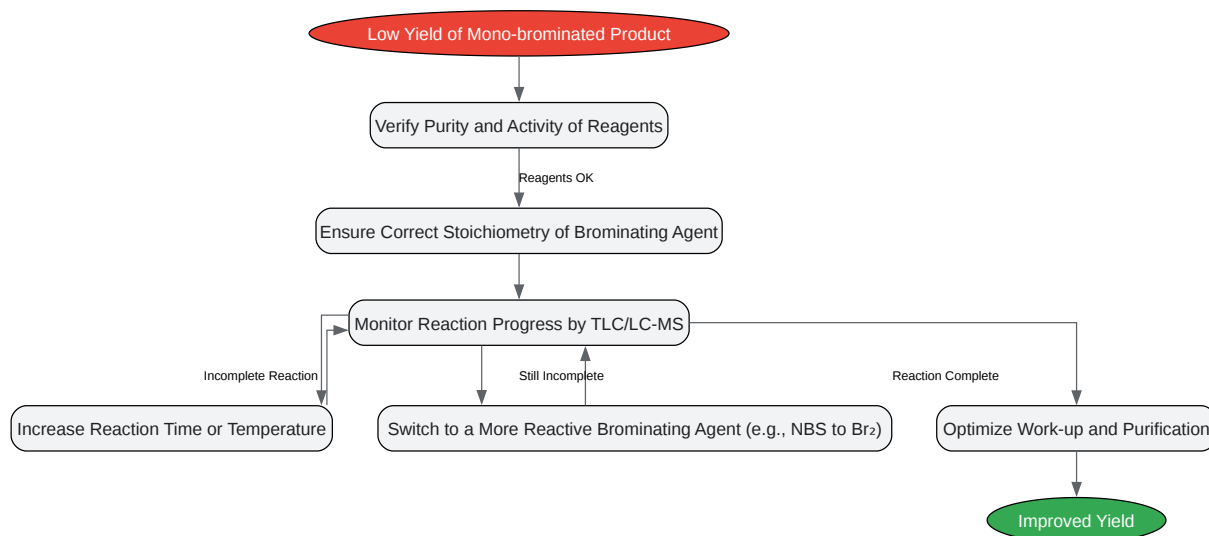 Low Yield of Mono-brominated Product
Verify Purity and Activity of Reagents
Reagents OK
Ensure Correct Stoichiometry of Brominating Agent
Monitor Reaction Progress by TLC/LC-MS
Incomplete Reaction
Still Incomplete
Reaction Complete
Increase Reaction Time or Temperature
Switch to a More Reactive Brominating Agent (e.g., NBS to Br₂)
Optimize Work-up and Purification
Improved Yield